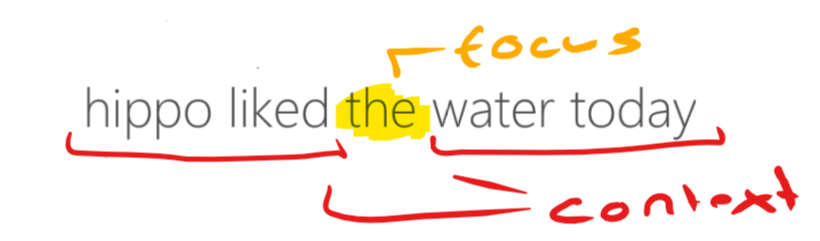 focus
hippo liked the water today
context